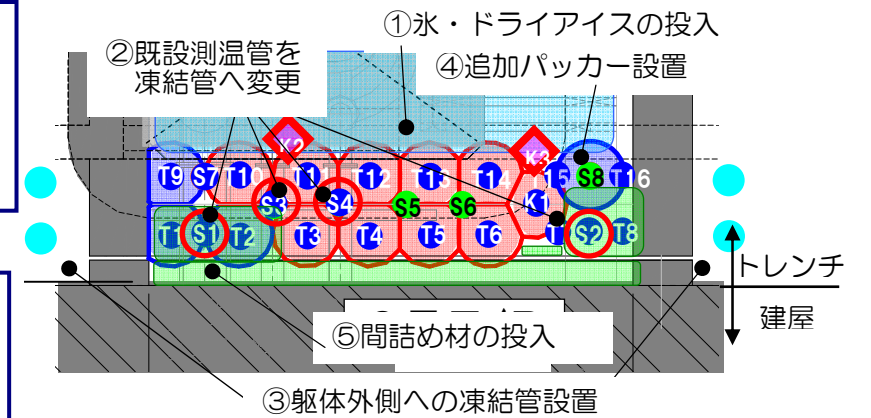 ①氷・ドライアイスの投入
②既設測温管を
凍結管へ変更
④追加パッカー設置
K2
K3
T9 S7 T10 T11 T12 T13 T14 T15 S8 T16
S3 S4 S5 S6 K1
T1 S1 T2 T3 T4 T5 T6 S2 T8
トレンチ
建屋
⑤間詰め材の投入
③躯体外側への凍結管設置